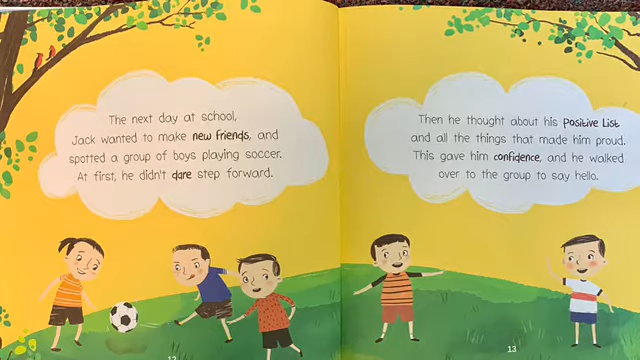 The next day at school,
Jack wanted to make new friends, and
spotted a group of boys playing soccer.
At first, he didn't dare step forward.
12
Then he thought about his Positive List
and all the things that made him proud.
This gave him confidence, and he walked
over to the group to say hello.
13